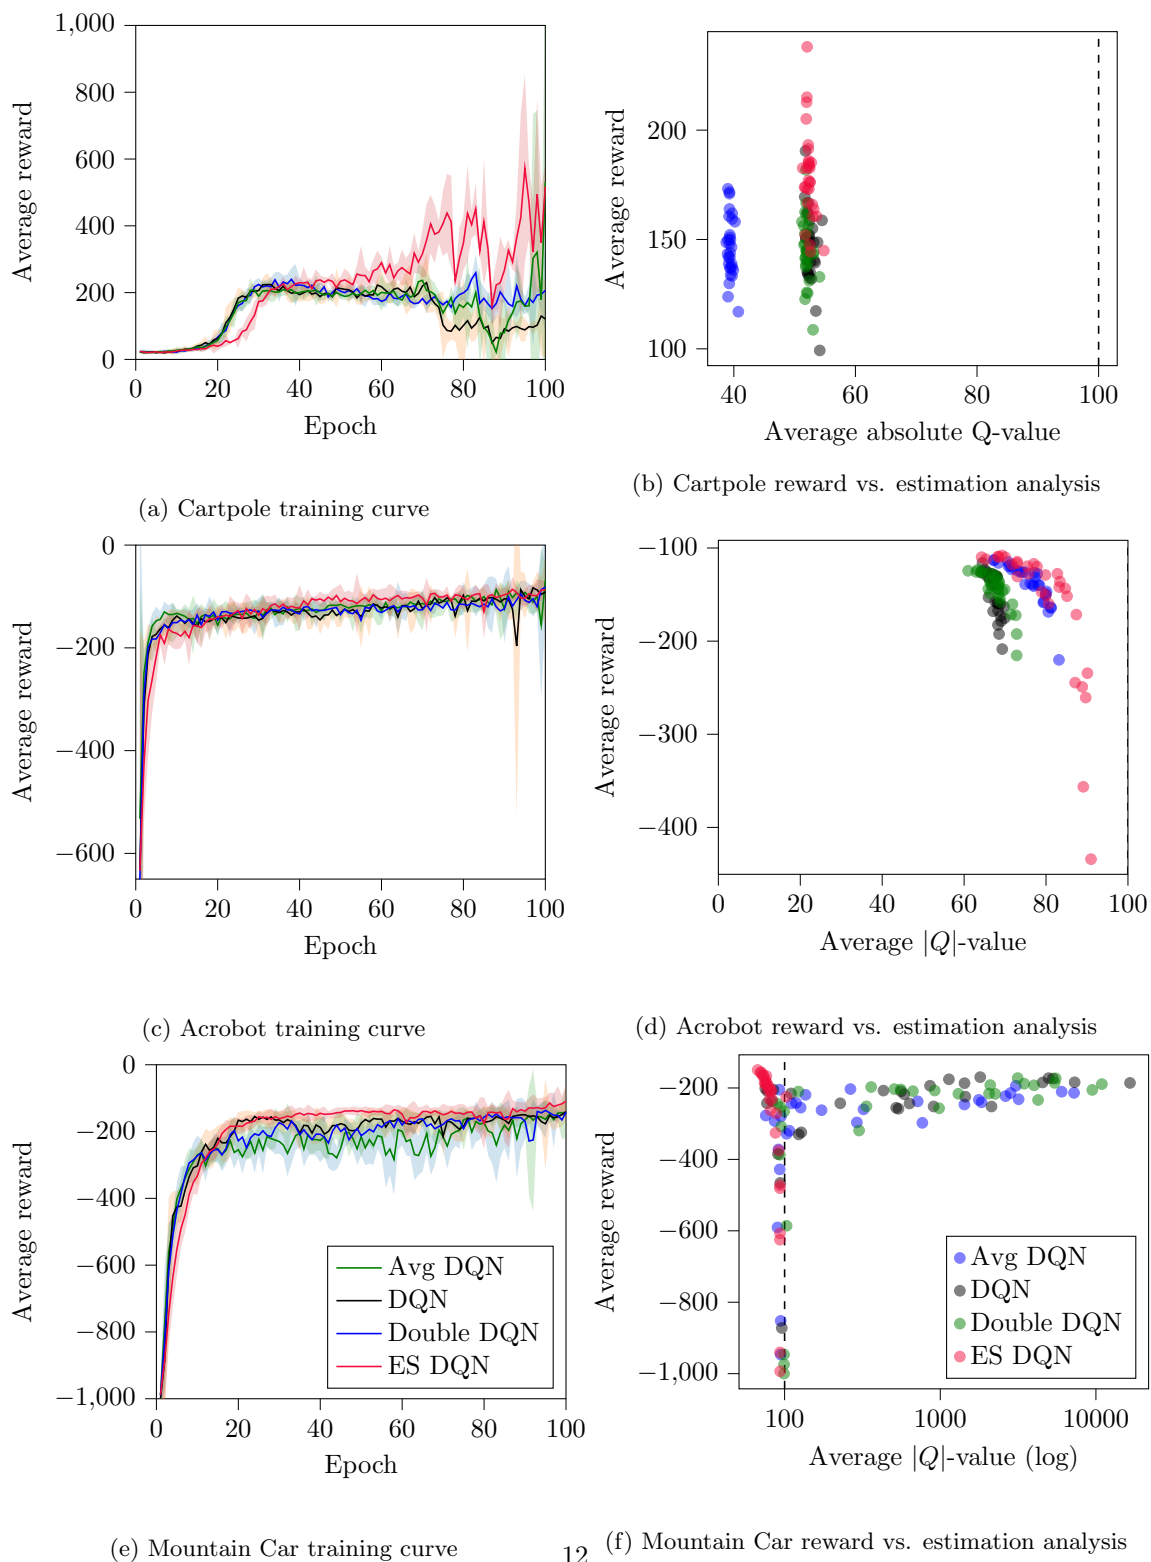 1,000
800
600
400
200
0
0 20 40 60 80 100
Epoch
Average reward
(a) Cartpole training curve
200
150
100
40 60 80 100
Average absolute Q-value
Average reward
(b) Cartpole reward vs. estimation analysis
0
−200
−400
−600
0 20 40 60 80 100
Epoch
Average reward
(c) Acrobot training curve
−100
−200
−300
−400
0 20 40 60 80 100
Average |Q|-value
Average reward
(d) Acrobot reward vs. estimation analysis
0
−200
−400
−600
−800
−1,000
0 20 40 60 80 100
Epoch
Average reward
Avg DQN
DQN
Double DQN
ES DQN
(e) Mountain Car training curve
−200
−400
−600
−800
−1,000
100 1000 10000
Average |Q|-value (log)
Average reward
Avg DQN
DQN
Double DQN
ES DQN
(f) Mountain Car reward vs. estimation analysis
12